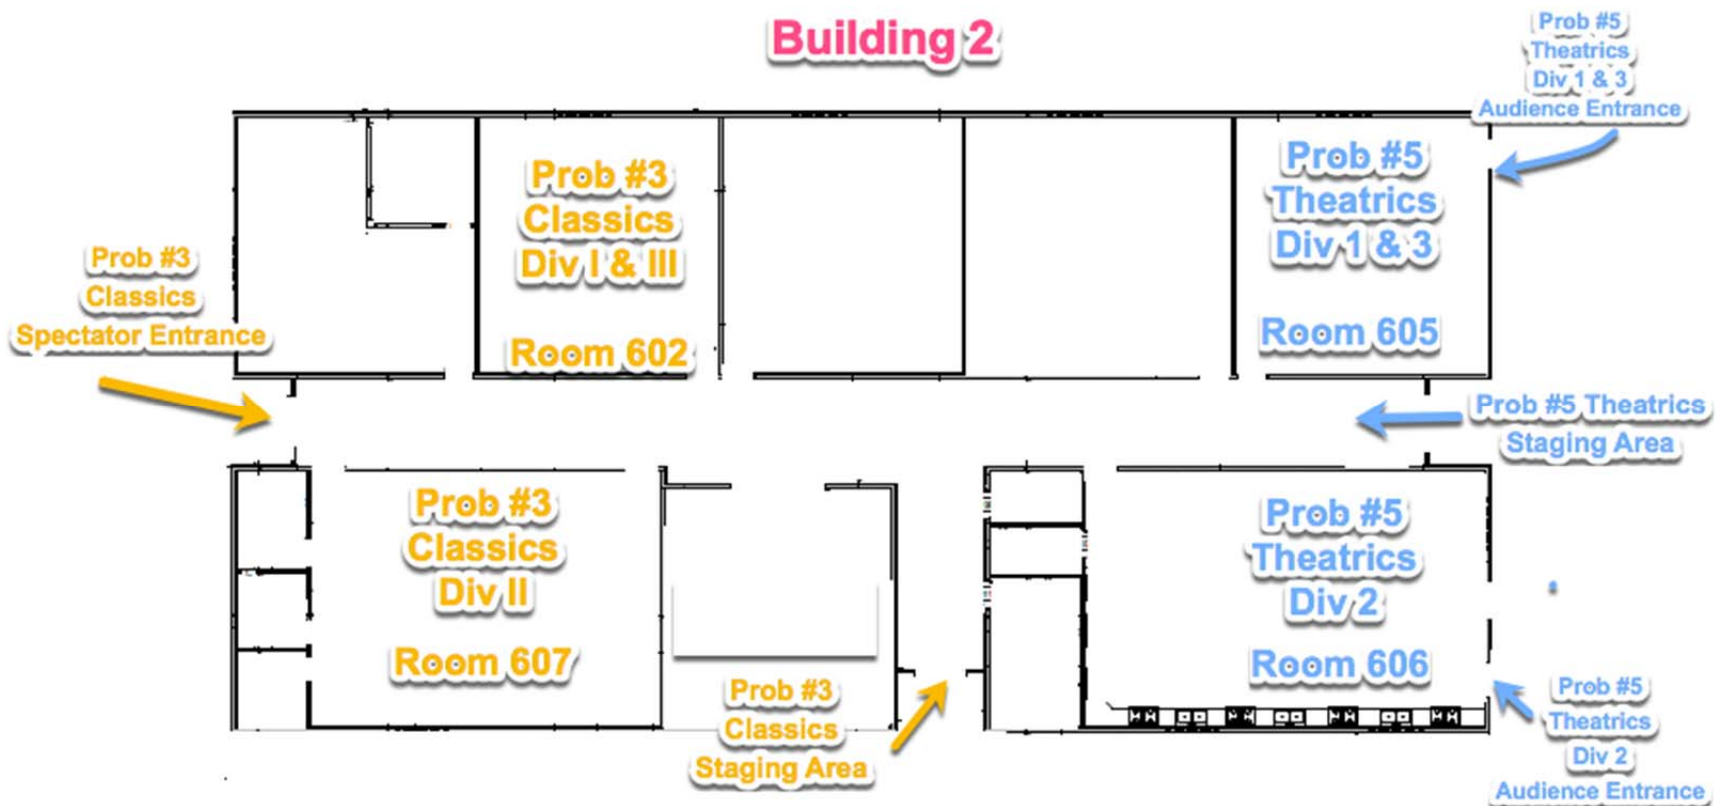 Building 2
Prob #5
Theatrics
Div 1 & 3
Audience Entrance
Prob #3
Classics
Div I & III
Room 602
Prob #5
Theatrics
Div 1 & 3
Room 605
Prob #3
Classics
Spectator Entrance
Prob #5 Theatrics
Staging Area
Prob #3
Classics
Div II
Room 607
Prob #5
Theatrics
Div 2
Room 606
Prob #3
Classics
Staging Area
Prob #5
Theatrics
Div 2
Audience Entrance